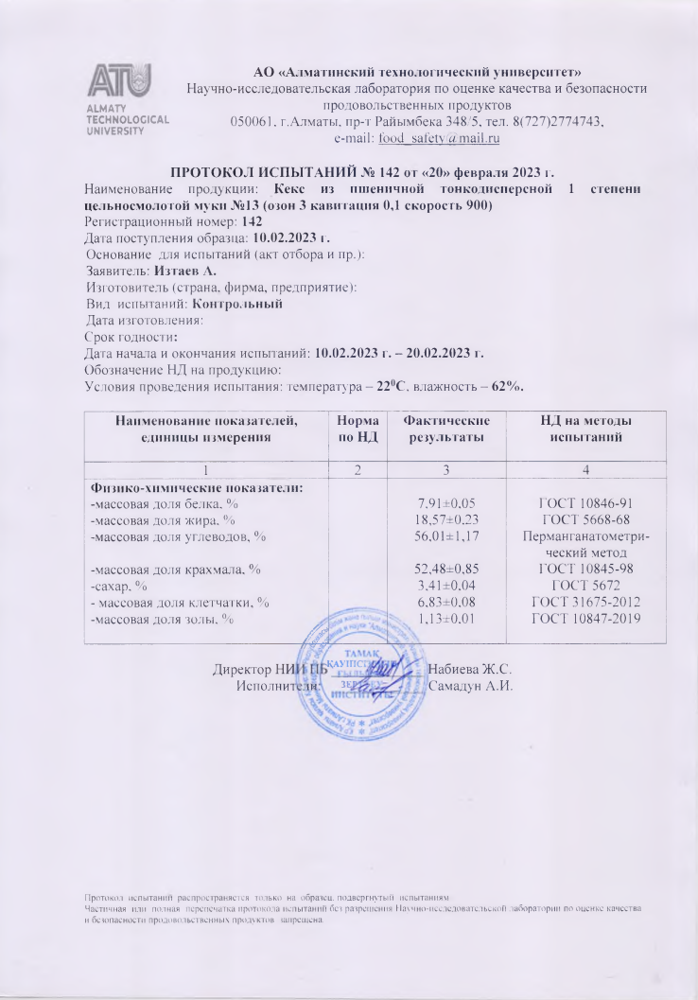 ATU
ALMATY
TECHNOLOGICAL
UNIVERSITY
АО «Алматинский технологический университет»
Научно-исследовательская лаборатория по оценке качества и безопасности
продовольственных продуктов
050061, г.Алматы, пр-т Райымбека 348/5, тел. 8(727)2774743,
e-mail: food_safety@mail.ru
ПРОТОКОЛ ИСПЫТАНИЙ № 142 от «20» февраля 2023 г.
Наименование продукции: Кекс из пшеничной тонкодисперсной 1 степени
цельносмолотой муки №13 (озон 3 кавитация 0,1 скорость 900)
Регистрационный номер: 142
Дата поступления образца: 10.02.2023 г.
Основание для испытаний (акт отбора и пр.):
Заявитель: Изтаев А.
Изготовитель (страна, фирма, предприятие):
Вид испытаний: Контрольный
Дата изготовления:
Срок годности:
Дата начала и окончания испытаний: 10.02.2023 г. – 20.02.2023 г.
Обозначение НД на продукцию:
Условия проведения испытания: температура – 22⁰С, влажность – 62%.
Наименование показателей, единицы измерения | Норма по НД | Фактические результаты | НД на методы испытаний
1 2 3 4
Физико-химические показатели:
-массовая доля белка, % 7,91±0,05 ГОСТ 10846-91
-массовая доля жира, % 18,57±0,23 ГОСТ 5668-68
-массовая доля углеводов, % 56,01±1,17 Перманганатометри-
ческий метод
-массовая доля крахмала, % 52,48±0,85 ГОСТ 10845-98
-сахар, % 3,41±0,04 ГОСТ 5672
- массовая доля клетчатки, % 6,83±0,08 ГОСТ 31675-2012
-массовая доля золы, % 1,13±0,01 ГОСТ 10847-2019
Директор НИИ ПБ Набиева Ж.С.
Исполнитель: Самадун А.И.
ТАМАҚ
ЗЕРТТЕУ
ИНСТИТУТЫ
Протокол испытаний распространяется только на образец, подвергнутый испытаниям
Частичная или полная перепечатка протокола испытаний без разрешения Научно-исследовательской лаборатории по оценке качества
и безопасности продовольственных продуктов запрещена.